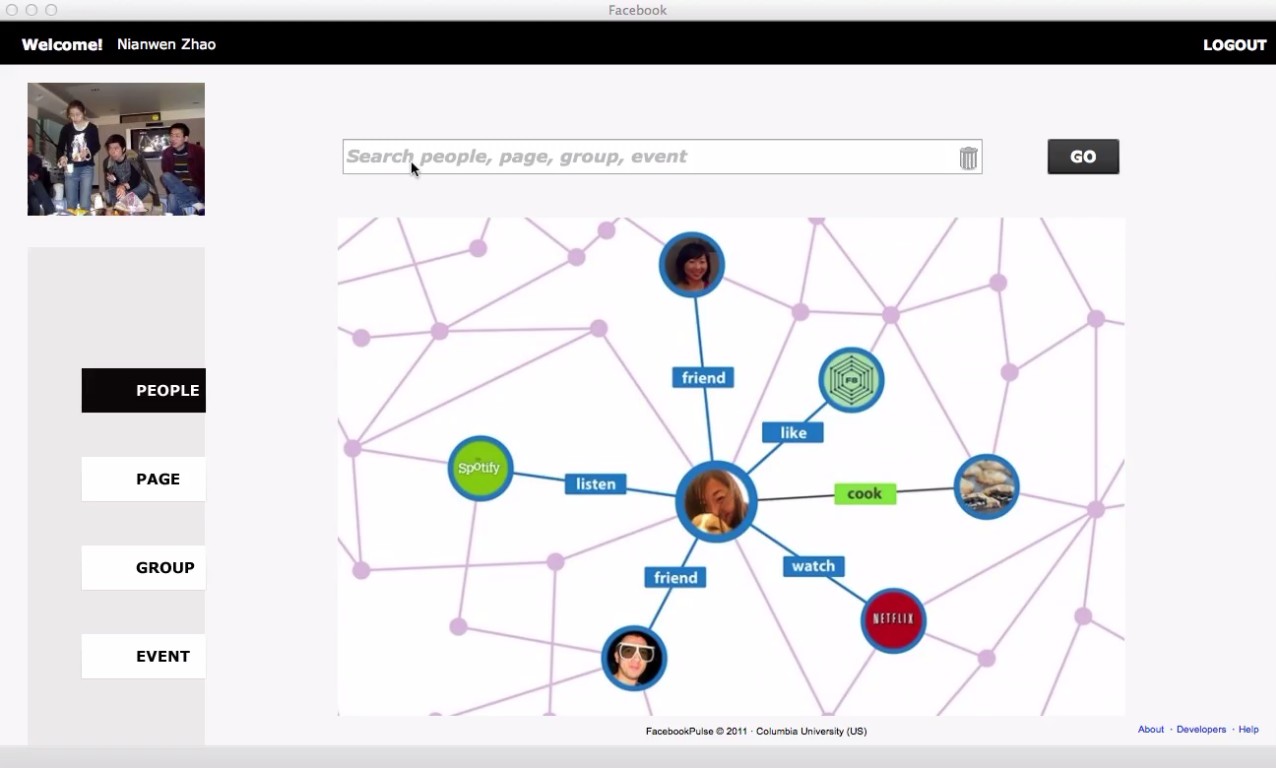 Facebook
Welcome! Nianwen Zhao
LOGOUT
Search people, page, group, event
GO
PEOPLE
PAGE
GROUP
EVENT
friend
FB
like
Spotify
listen
cook
friend
watch
NETFLIX
FacebookPulse © 2011 · Columbia University (US)
About · Developers · Help